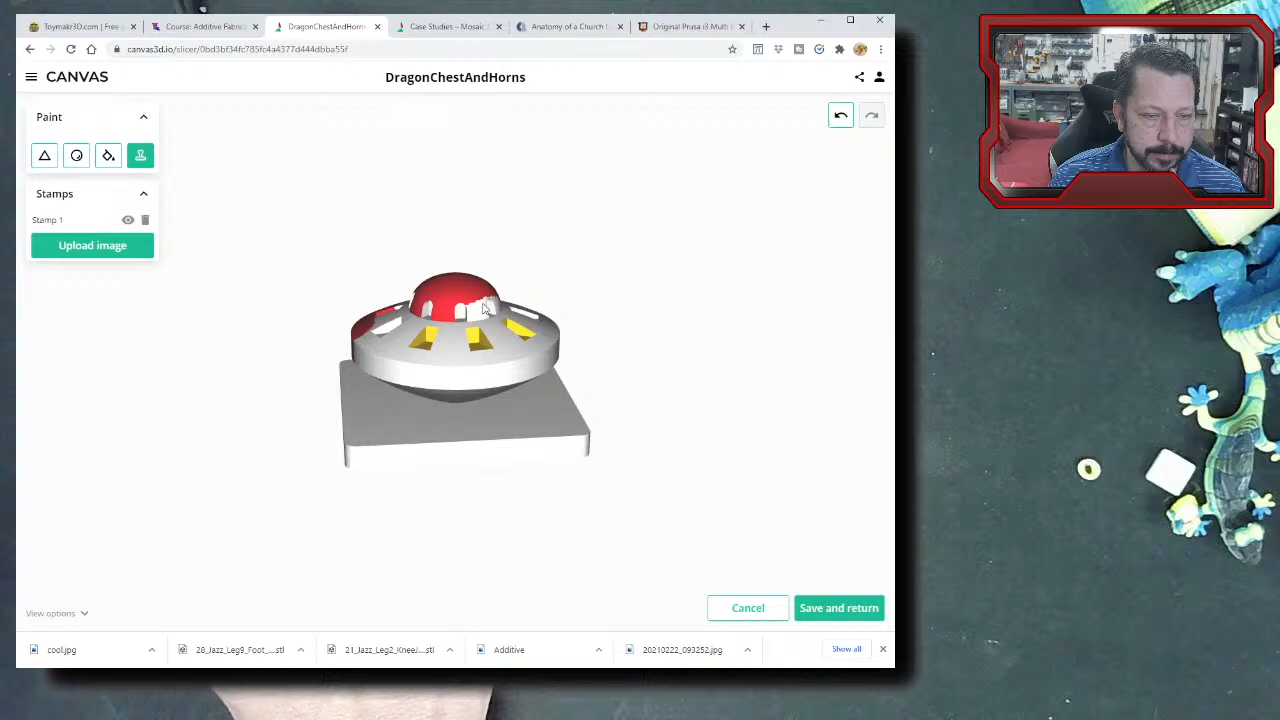 Toymakr3D.com | Free
Course: Additive Fabrica
DragonChestAndHorns
Case Studies – Mosaic
Anatomy of a Church
Original Prusa i3 Multi
canvas3d.io/slicer/0bd3bf34fc785fc4a4377d444dbba55f
CANVAS
DragonChestAndHorns
Paint
Stamps
Stamp 1
Upload image
View options
Cancel
Save and return
cool.jpg
28_Jazz_Leg9_Foot_....stl
21_Jazz_Leg2_KneeJ....stl
Additive
20210222_093252.jpg
Show all